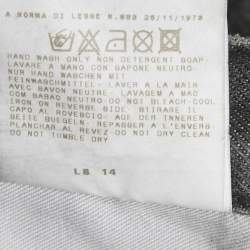 A NORMA DI LEGGE N.883 26/11/1973
HAND WASH ONLY NON DETERGENT SOAP-
LAVARE A MANO CON SAPONE NEUTRO-
NUR HAND WASCHEN MIT
FEINWASCHMITTEL- LAVER A LA MAIN
AVEC SAVON NEUTRE- LAVAGEM A MAO
COM SABAO NEUTRO DO NOT BLEACH-COOL
IRON ON REVERSE SIDE- STIRARE IL
CAPO AL ROVESCIO- AUF DER INNEREN
SEITE BUEGELN- REPASSER A L'ENVERS-
PLANCHAR AL REVEZ-DO NOT DRY CLEAN
DO NOT TUMBLE DRY
LS 14